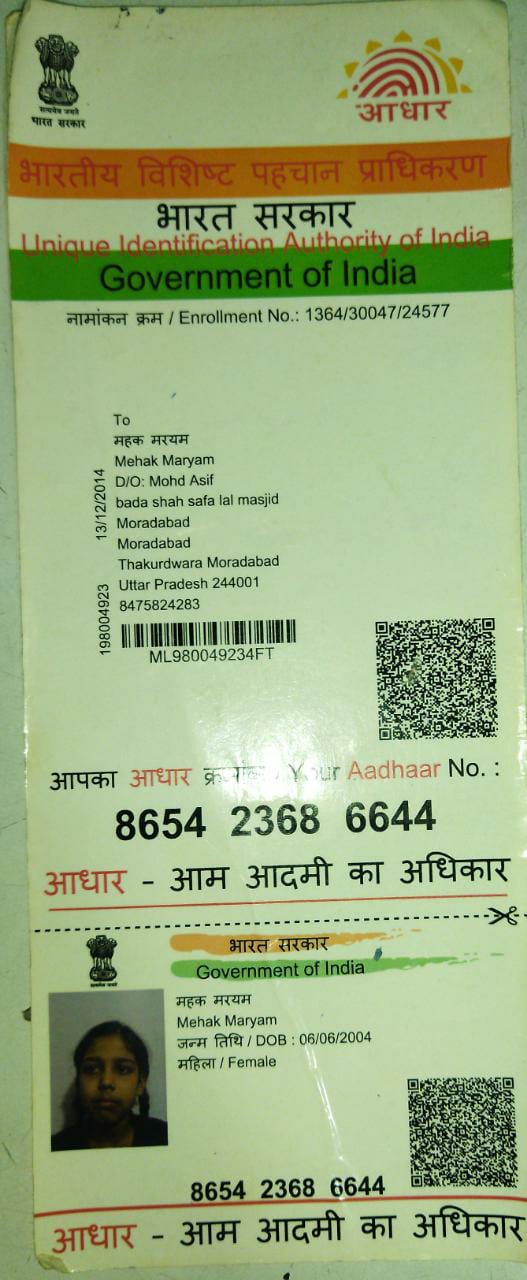 सत्यमेव जयते
भारत सरकार
आधार
भारतीय विशिष्ट पहचान प्राधिकरण
भारत सरकार
Unique Identification Authority of India
Government of India
नामांकन क्रम / Enrollment No.: 1364/30047/24577
To
महक मरयम
Mehak Maryam
D/O: Mohd Asif
bada shah safa lal masjid
Moradabad
Moradabad
Thakurdwara Moradabad
Uttar Pradesh 244001
8475824283
13/12/2014
198004923
ML980049234FT
आपका आधार क्रमांक / Your Aadhaar No. :
8654 2368 6644
आधार - आम आदमी का अधिकार
भारत सरकार
Government of India
महक मरयम
Mehak Maryam
जन्म तिथि / DOB : 06/06/2004
महिला / Female
8654 2368 6644
आधार - आम आदमी का अधिकार